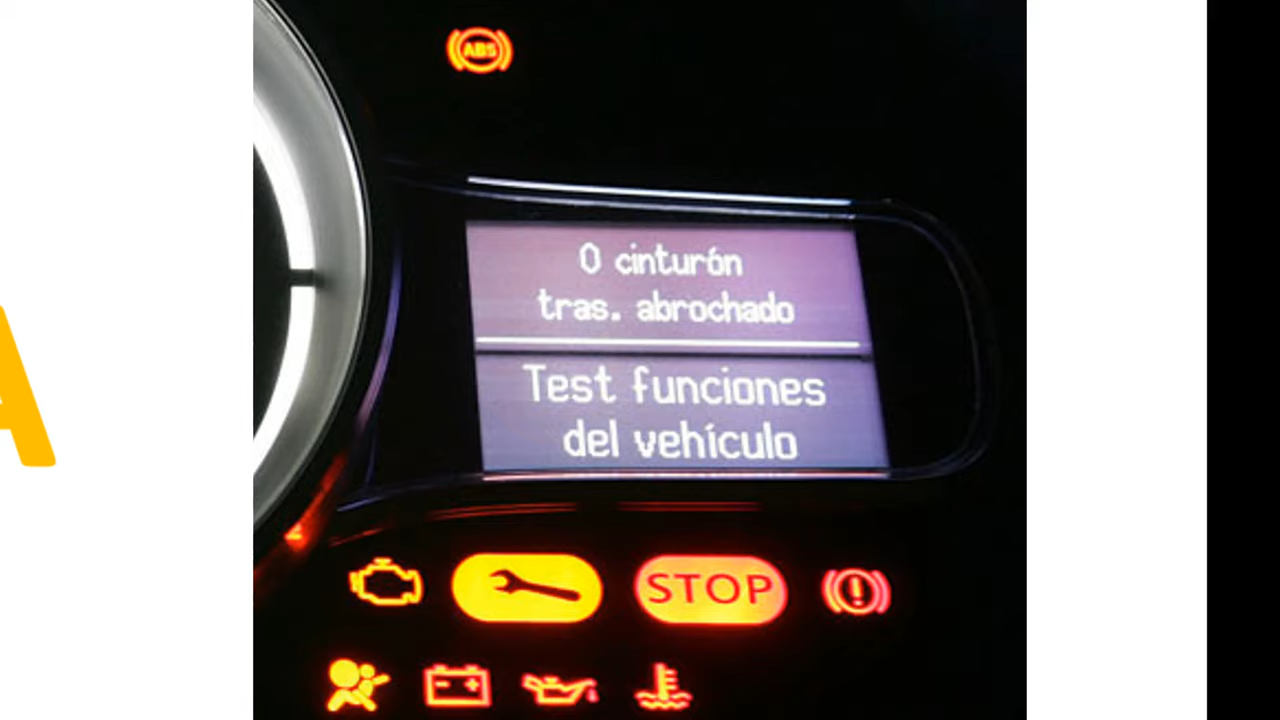 ABS
0 cinturón
tras. abrochado
Test funciones
del vehículo
STOP
A